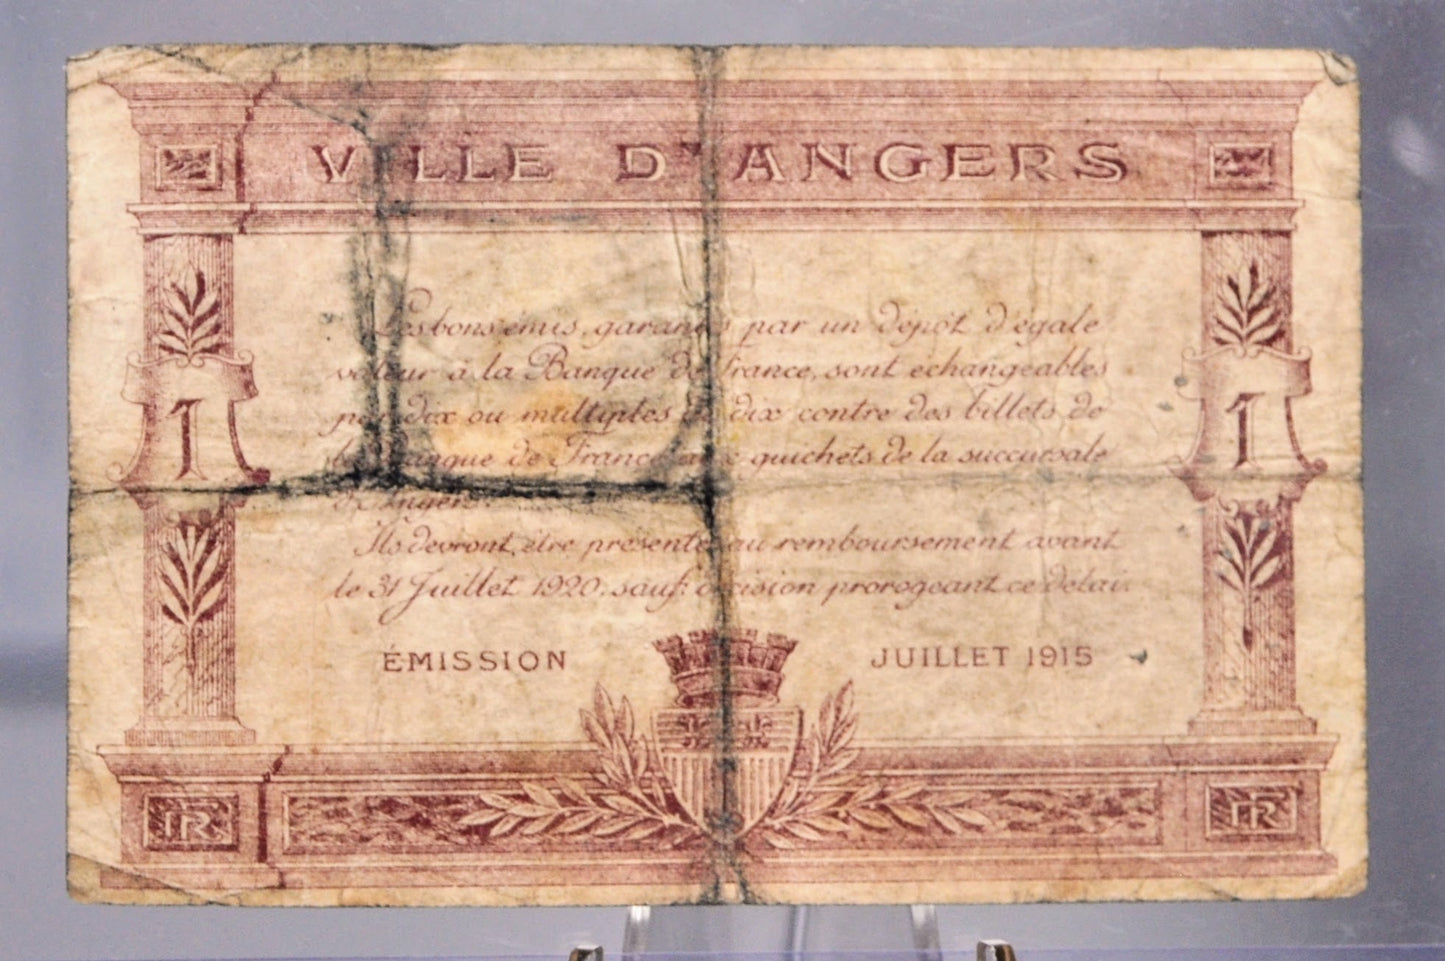 VILLE D'ANGERS
Les bons émis, garantis par un dépôt d'égale
valeur à la Banque de France, sont échangeables
par dix ou multiples de dix contre des billets de
la Banque de France aux guichets de la succursale
d'Angers
Ils devront être présentés au remboursement avant
le 31 Juillet 1920, sauf décision prorogeant ce délai.
1
1
ÉMISSION JUILLET 1915
RF
RF